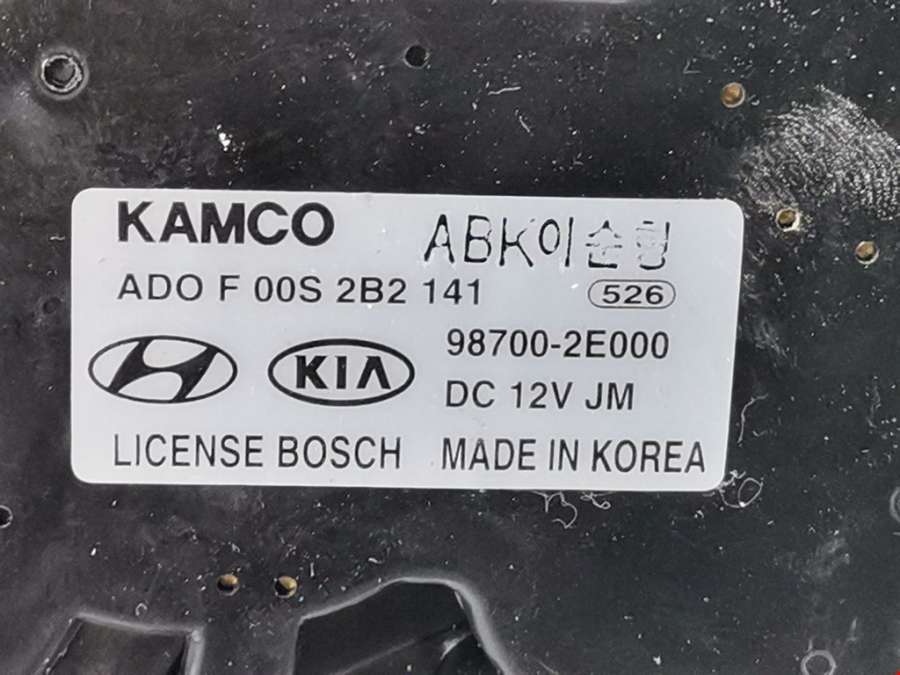 KAMCO ABK이순형
ADO F 00S 2B2 141 526
98700-2E000
KIA
DC 12V JM
LICENSE BOSCH MADE IN KOREA